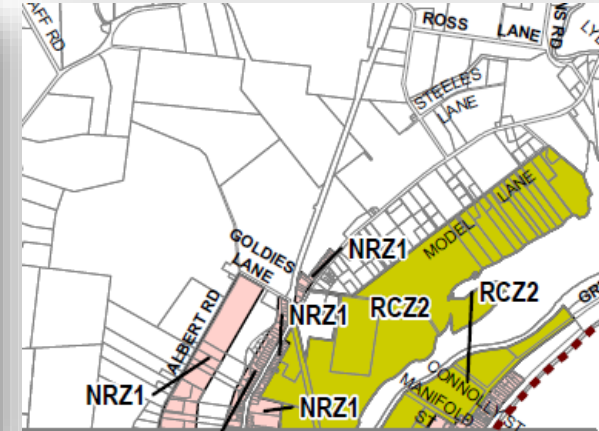 AFF RD
ROSS LANE
NS RD
STEELES
LANE
MODEL LANE
GOLDIES
LANE
NRZ1
ALBERT RD
NRZ1
RCZ2
RCZ2
NRZ1
NRZ1
CONNOLLY ST
MANIFOLD
ST